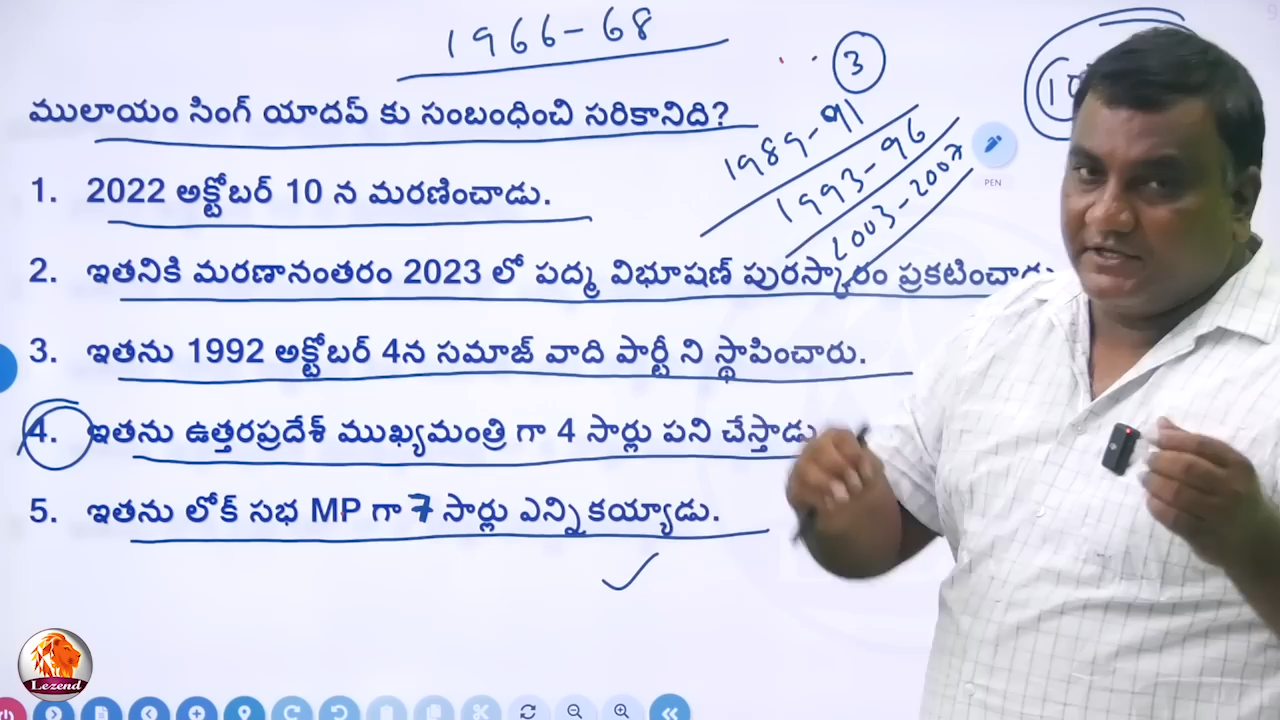 1966-68
3
1989-91
1993-96
2003-2007
ములాయం సింగ్ యాదవ్ కు సంబంధించి సరికానిది?
PEN
1. 2022 అక్టోబర్ 10 న మరణించాడు.
2. ఇతనికి మరణానంతరం 2023 లో పద్మ విభూషణ్ పురస్కారం
3. ఇతను 1992 అక్టోబర్ 4న సమాజ్ వాది పార్టీ ని స్థాపించారు.
4. ఇతను ఉత్తరప్రదేశ్ ముఖ్యమంత్రి గా 4 సార్లు పని చేస్తాడు
5. ఇతను లోక్ సభ MP గా 7 సార్లు ఎన్నికయ్యాడు.
Lezend